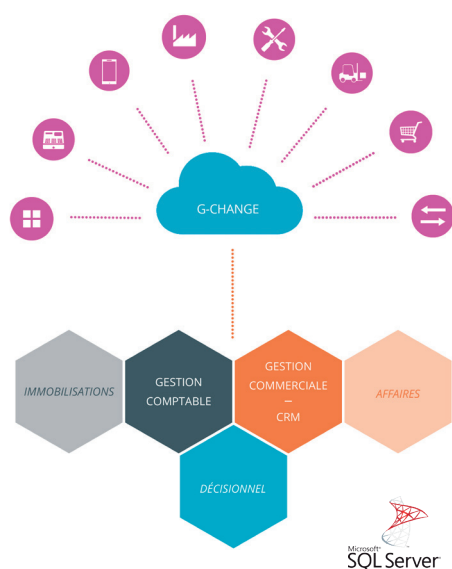 G-CHANGE
IMMOBILISATIONS
GESTION
COMPTABLE
GESTION
COMMERCIALE
–
CRM
AFFAIRES
DÉCISIONNEL
Microsoft®
SQL Server